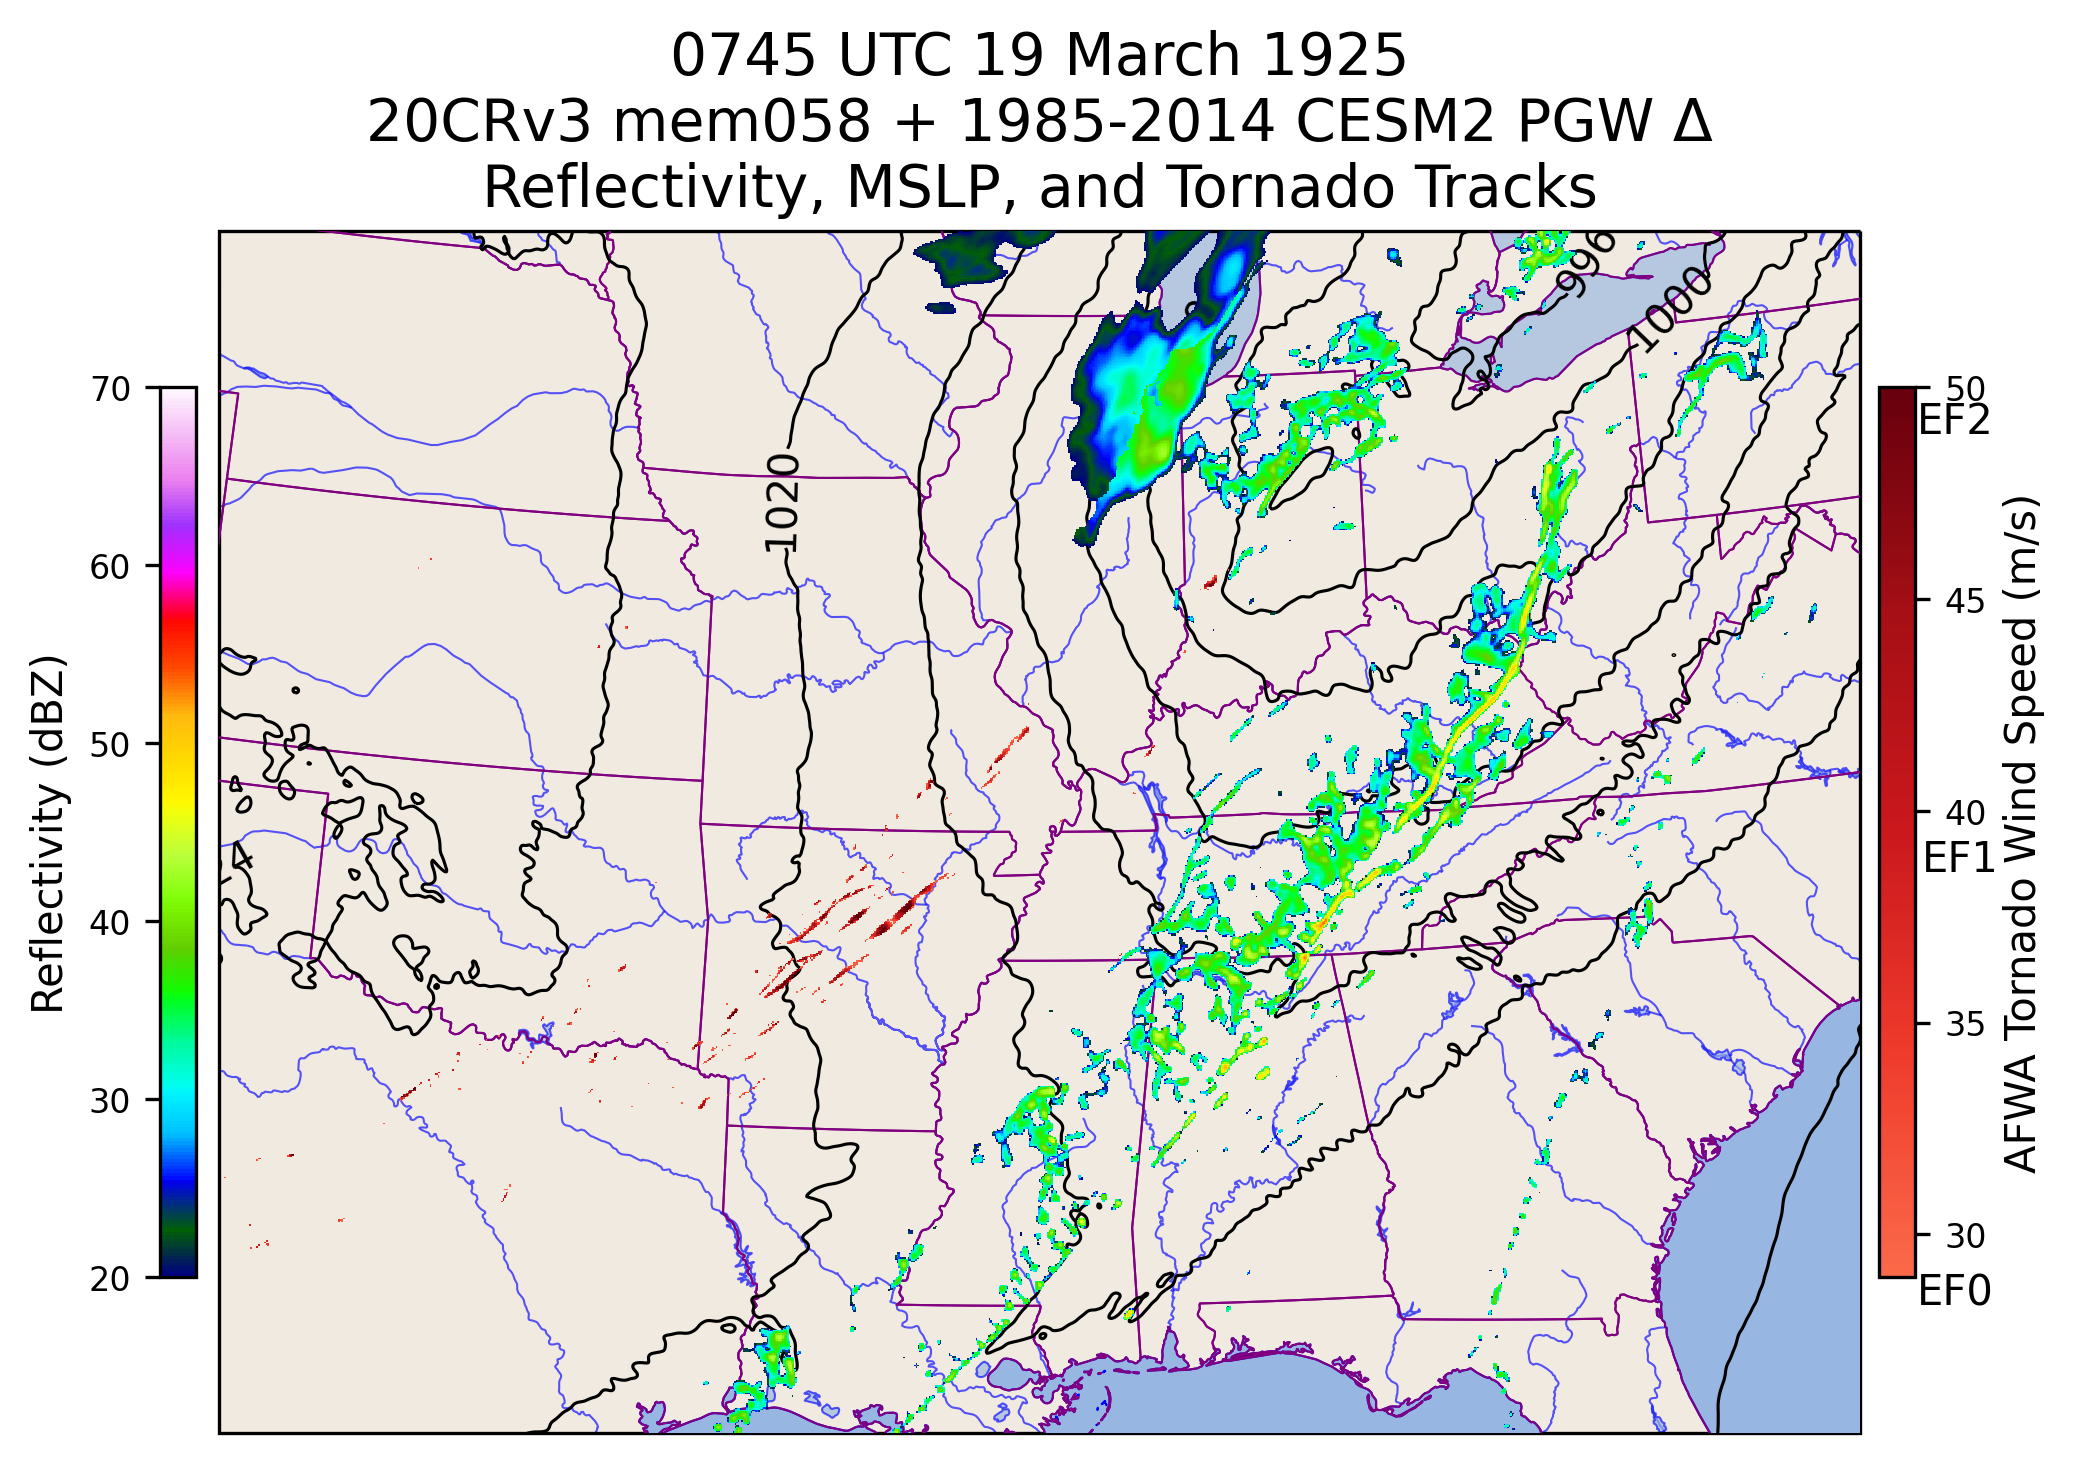 0745 UTC 19 March 1925
20CRv3 mem058 + 1985-2014 CESM2 PGW Δ
Reflectivity, MSLP, and Tornado Tracks
996
1000
1020
4
70
60
50
40
30
20
Reflectivity (dBZ)
50
EF2
45
40
EF1
35
30
EF0
AFWA Tornado Wind Speed (m/s)